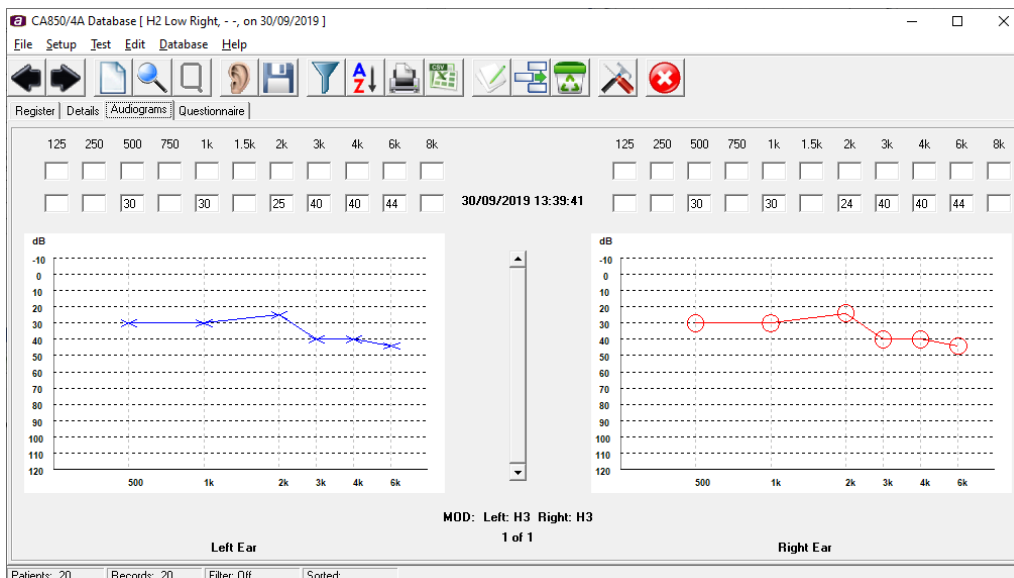 CA850/4A Database [ H2 Low Right, - -, on 30/09/2019 ]
File Setup Test Edit Database Help
A Z CSV
Register Details Audiograms Questionnaire
125 250 500 750 1k 1.5k 2k 3k 4k 6k 8k 125 250 500 750 1k 1.5k 2k 3k 4k 6k 8k
30 30 25 40 40 44 30/09/2019 13:39:41 30 30 24 40 40 44
dB dB
-10 -10
0 0
10 10
20 20
30 30
40 40
50 50
60 60
70 70
80 80
90 90
100 100
110 110
120 120
500 1k 2k 3k 4k 6k 500 1k 2k 3k 4k 6k
MOD: Left: H3 Right: H3
1 of 1
Left Ear Right Ear
Patients: 20 Records: 20 Filter: Off Sorted: